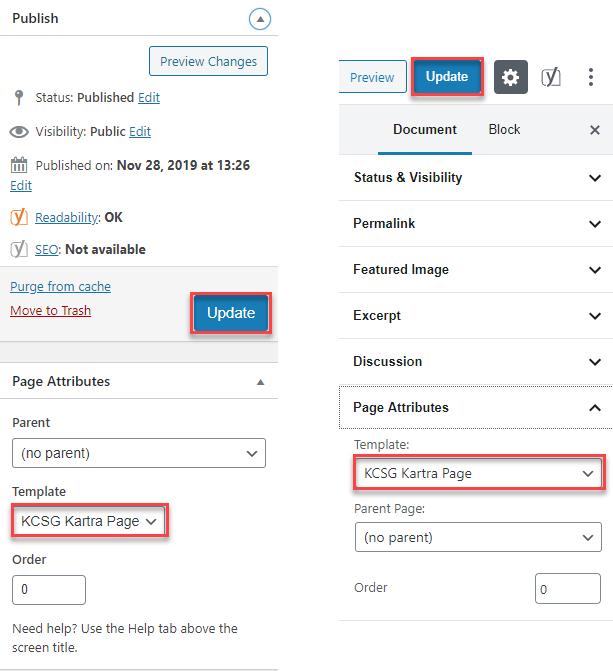 Publish
Preview Changes
Status: Published Edit
Visibility: Public Edit
Published on: Nov 28, 2019 at 13:26
Edit
Readability: OK
SEO: Not available
Purge from cache
Move to Trash
Update
Page Attributes
Parent
(no parent)
Template
KCSG Kartra Page
Order
0
Need help? Use the Help tab above the
screen title.
Preview
Update
Document
Block
Status & Visibility
Permalink
Featured Image
Excerpt
Discussion
Page Attributes
Template:
KCSG Kartra Page
Parent Page:
(no parent)
Order
0